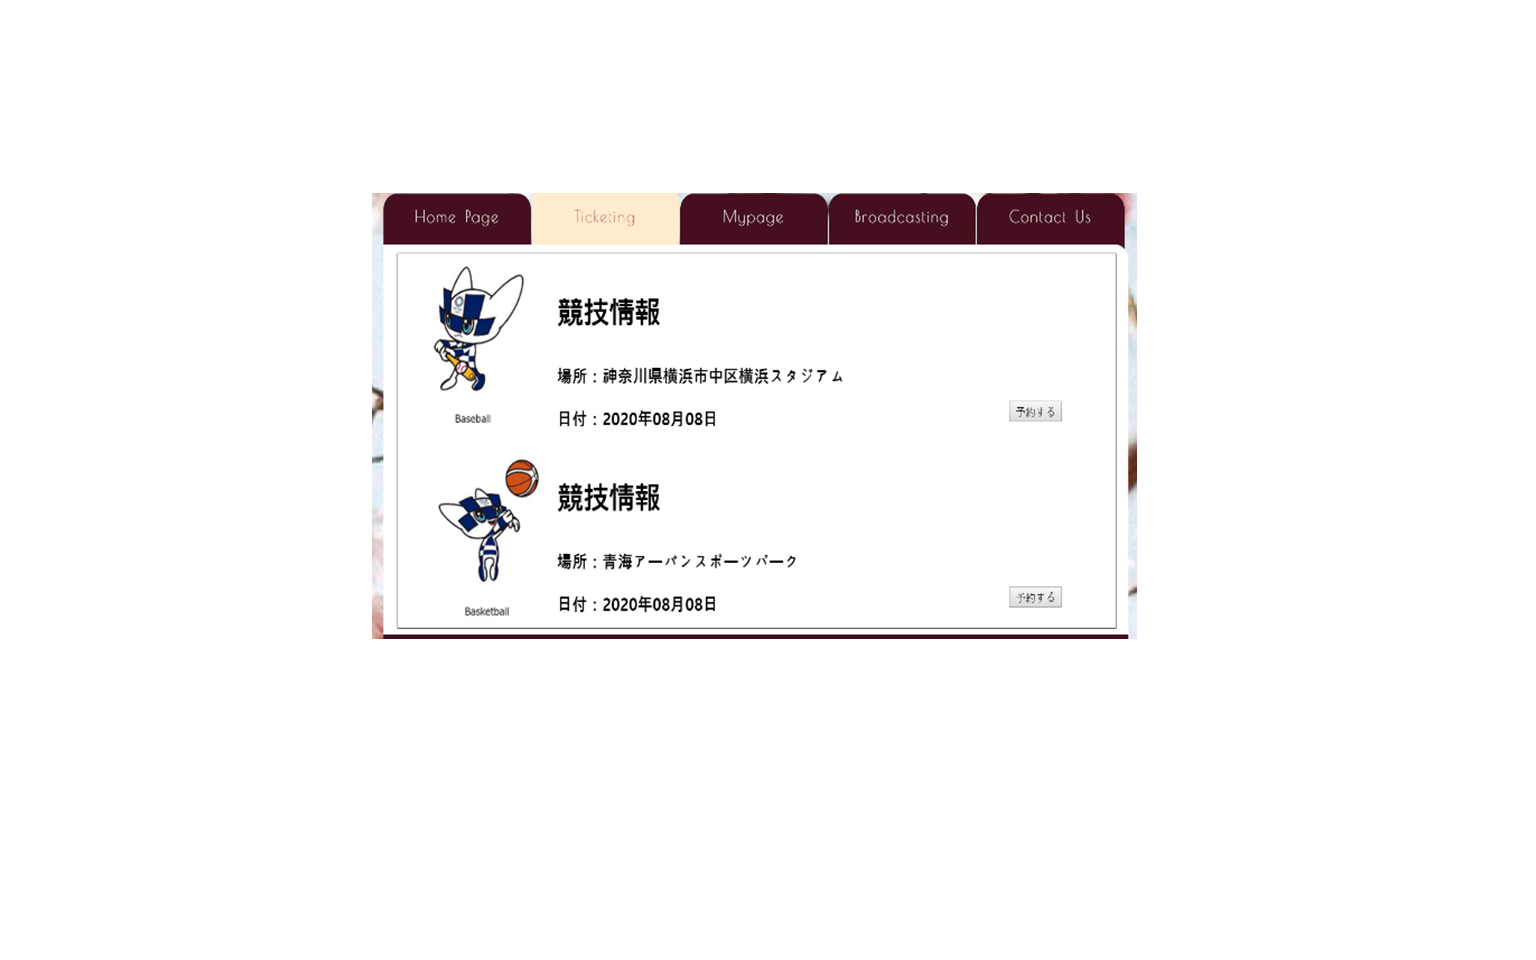 Home Page Ticketing Mypage Broadcasting Contact Us
競技情報
場所：神奈川県横浜市中区横浜スタジアム
日付：2020年08月08日
予約する
Baseball
競技情報
場所：青海アーバンスポーツパーク
日付：2020年08月08日
予約する
Basketball